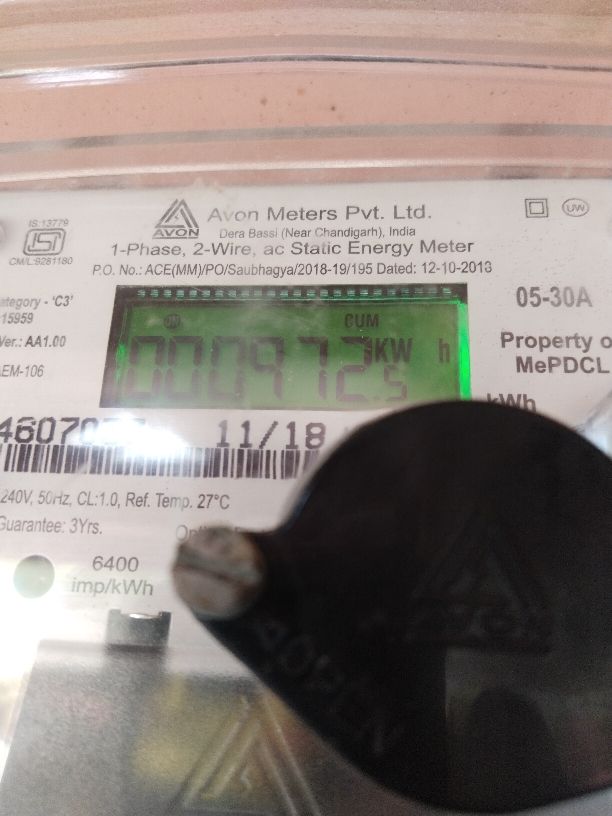 IS:13779
ISI
CM/L:9281180
AVON
Avon Meters Pvt. Ltd.
Dera Bassi (Near Chandigarh), India
UW
1-Phase, 2-Wire, ac Static Energy Meter
P.O. No.: ACE(MM)/PO/Saubhagya/2018-19/195 Dated: 12-10-2018
ategory - 'C3'
15959
Ver.: AA1.00
AEM-106
CUM
000972.5 KW h
05-30A
Property o
MePDCL
kWh
11/18
240V, 50Hz, CL:1.0, Ref. Temp. 27°C
Guarantee: 3Yrs.
6400
imp/kWh